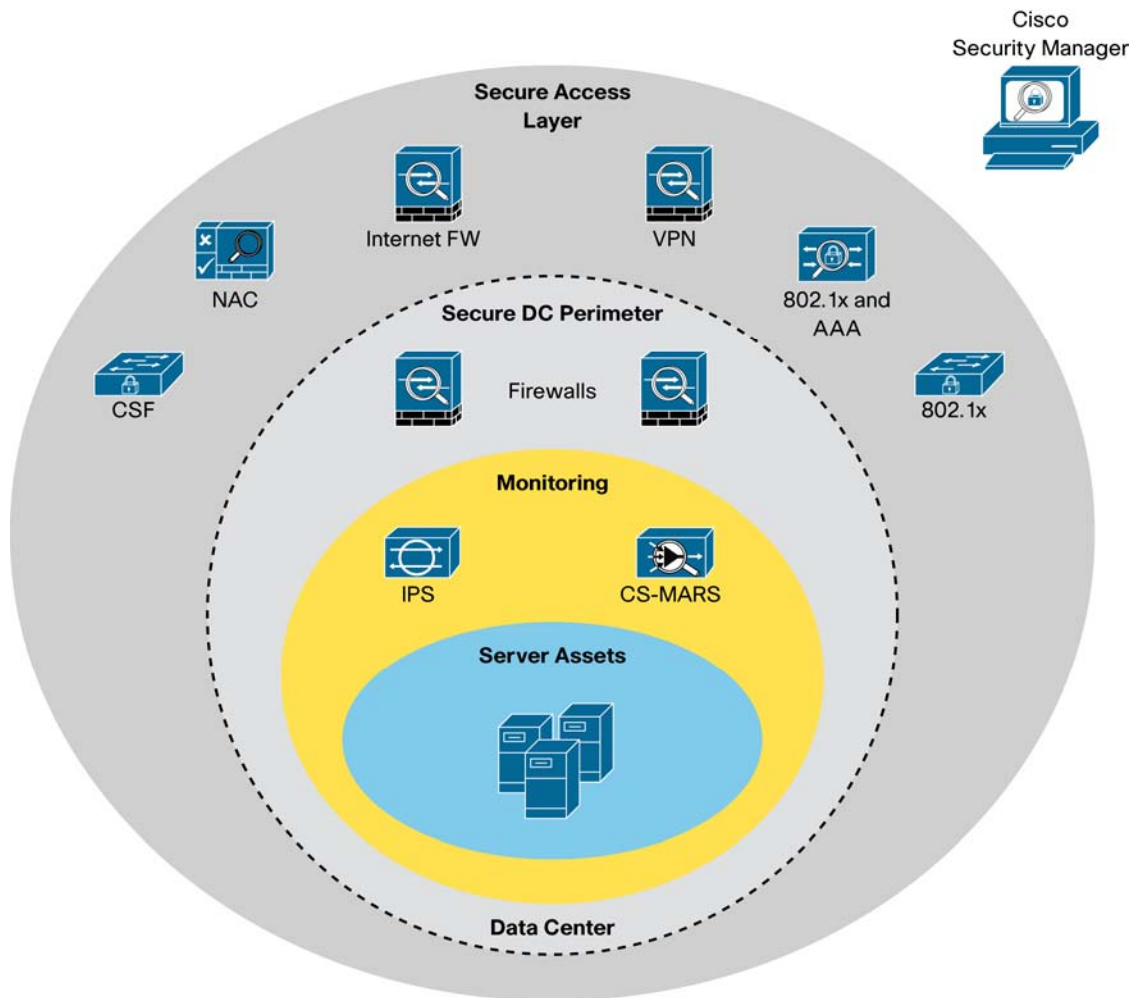 Cisco
Security Manager
Secure Access
Layer
Internet FW
VPN
NAC
802.1x and
AAA
CSF
802.1x
Secure DC Perimeter
Firewalls
Monitoring
IPS
CS-MARS
Server Assets
Data Center